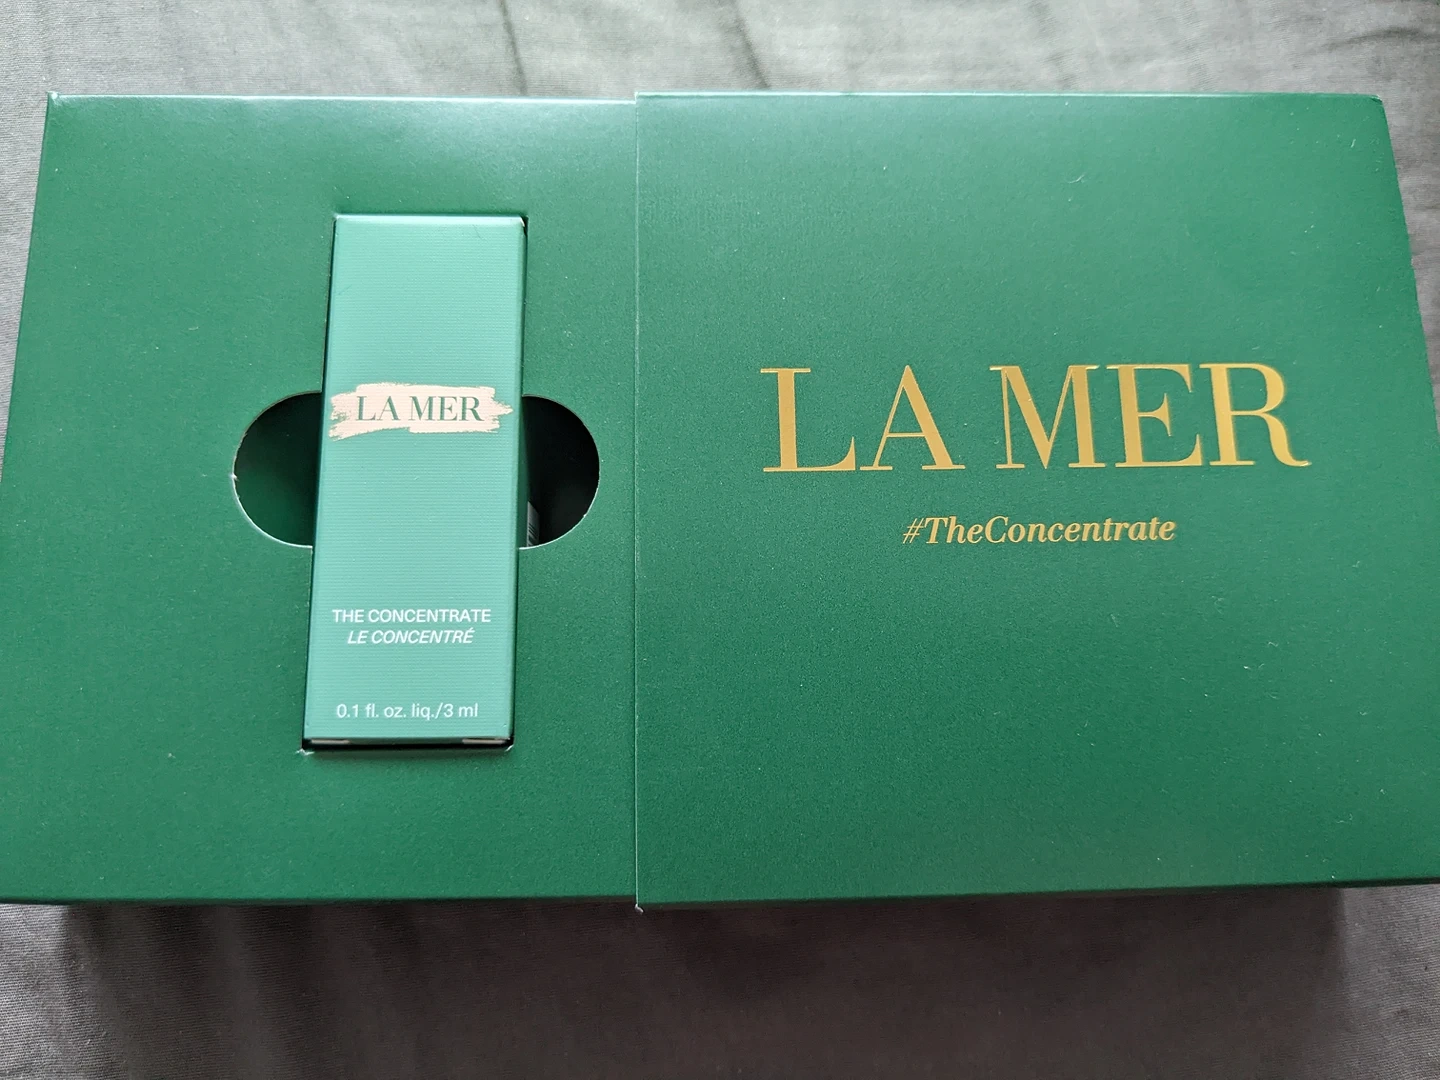 LA MER
THE CONCENTRATE
LE CONCENTRÉ
0.1 fl. oz. liq./3 ml
LA MER
#TheConcentrate